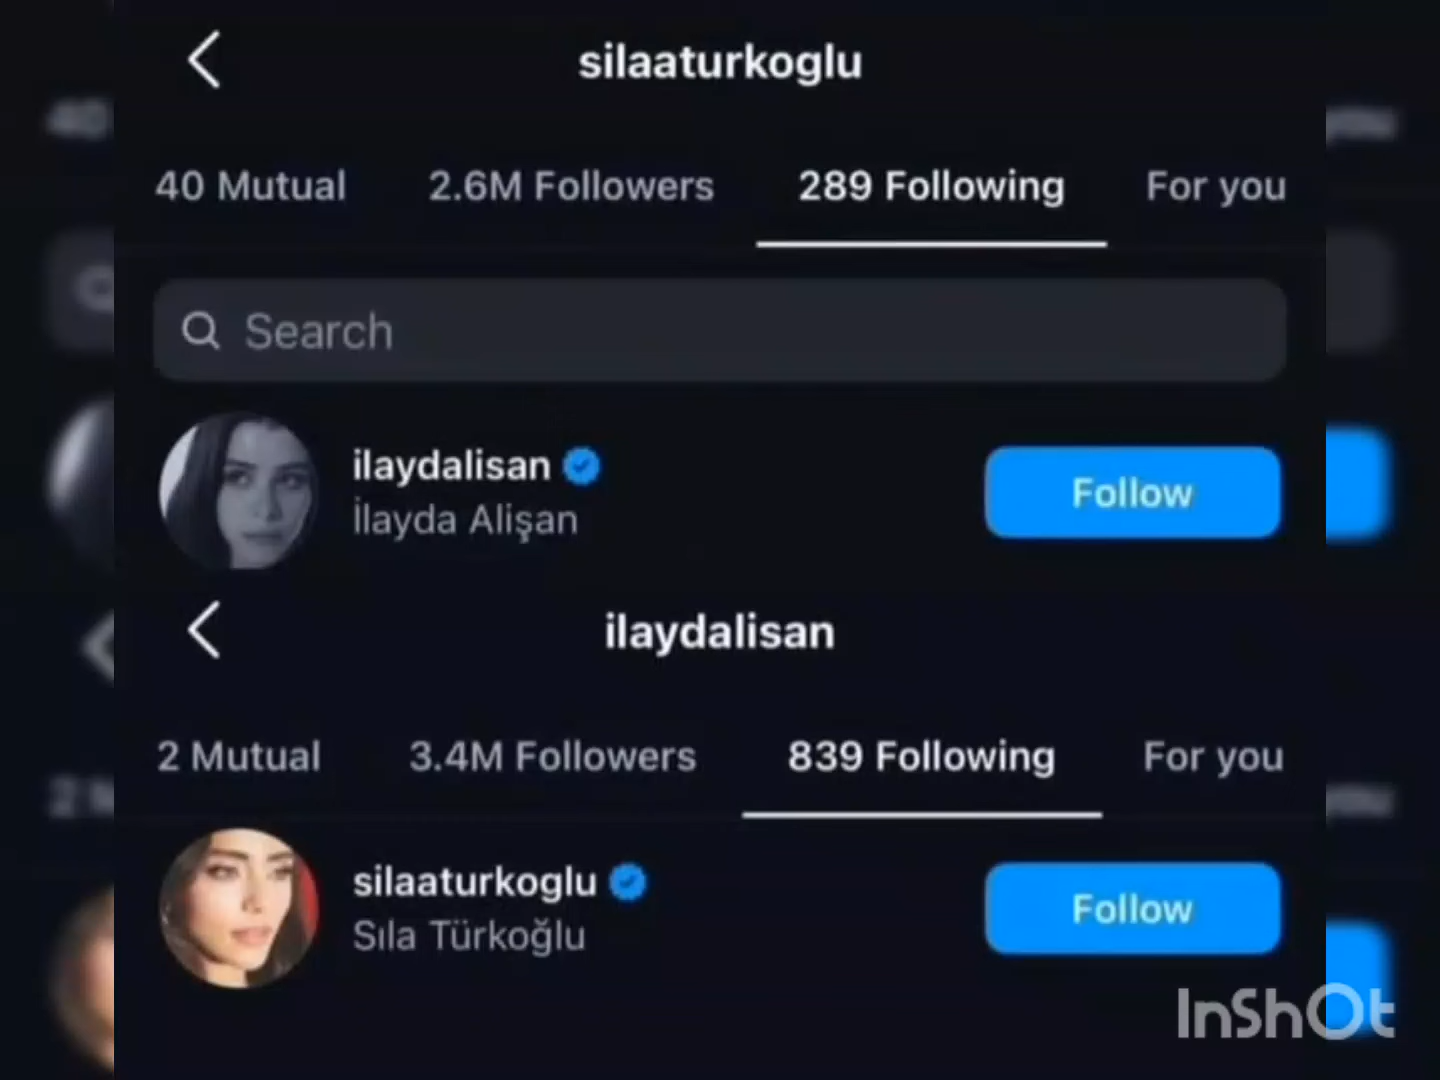 silaaturkoglu
40 Mutual 2.6M Followers 289 Following For you
Search
ilaydalisan
İlayda Alişan
Follow
ilaydalisan
2 Mutual 3.4M Followers 839 Following For you
silaaturkoglu
Sıla Türkoğlu
Follow
InShOt